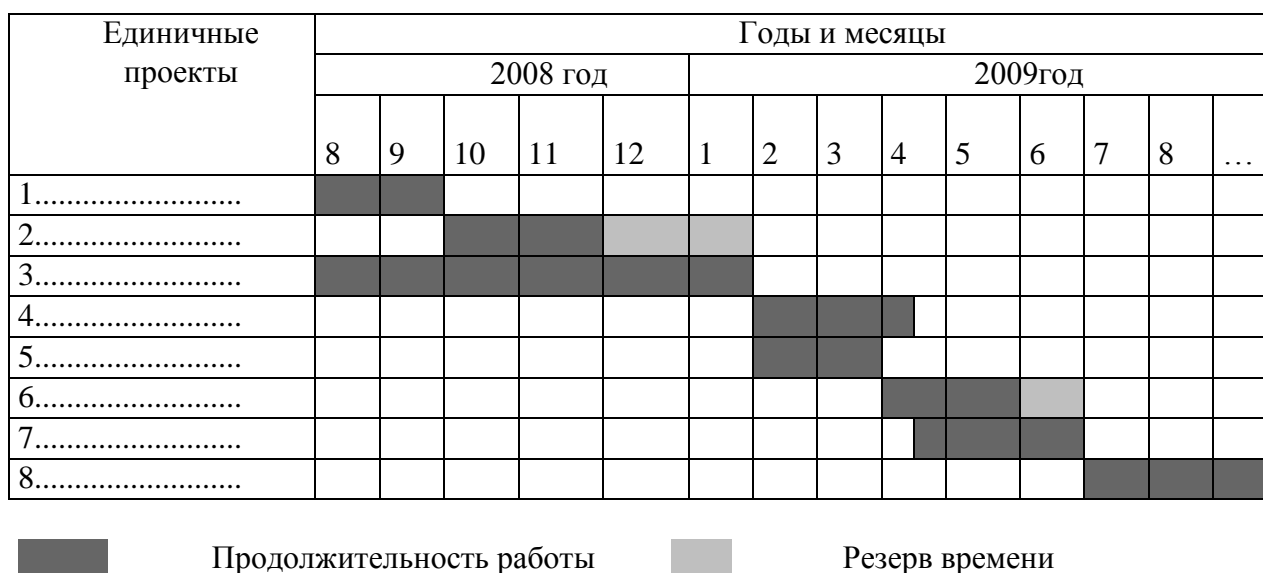 Единичные проекты
Годы и месяцы
2008 год 2009год
8 9 10 11 12 1 2 3 4 5 6 7 8 …
1..........................
2..........................
3..........................
4..........................
5..........................
6..........................
7..........................
8..........................
Продолжительность работы Резерв времени